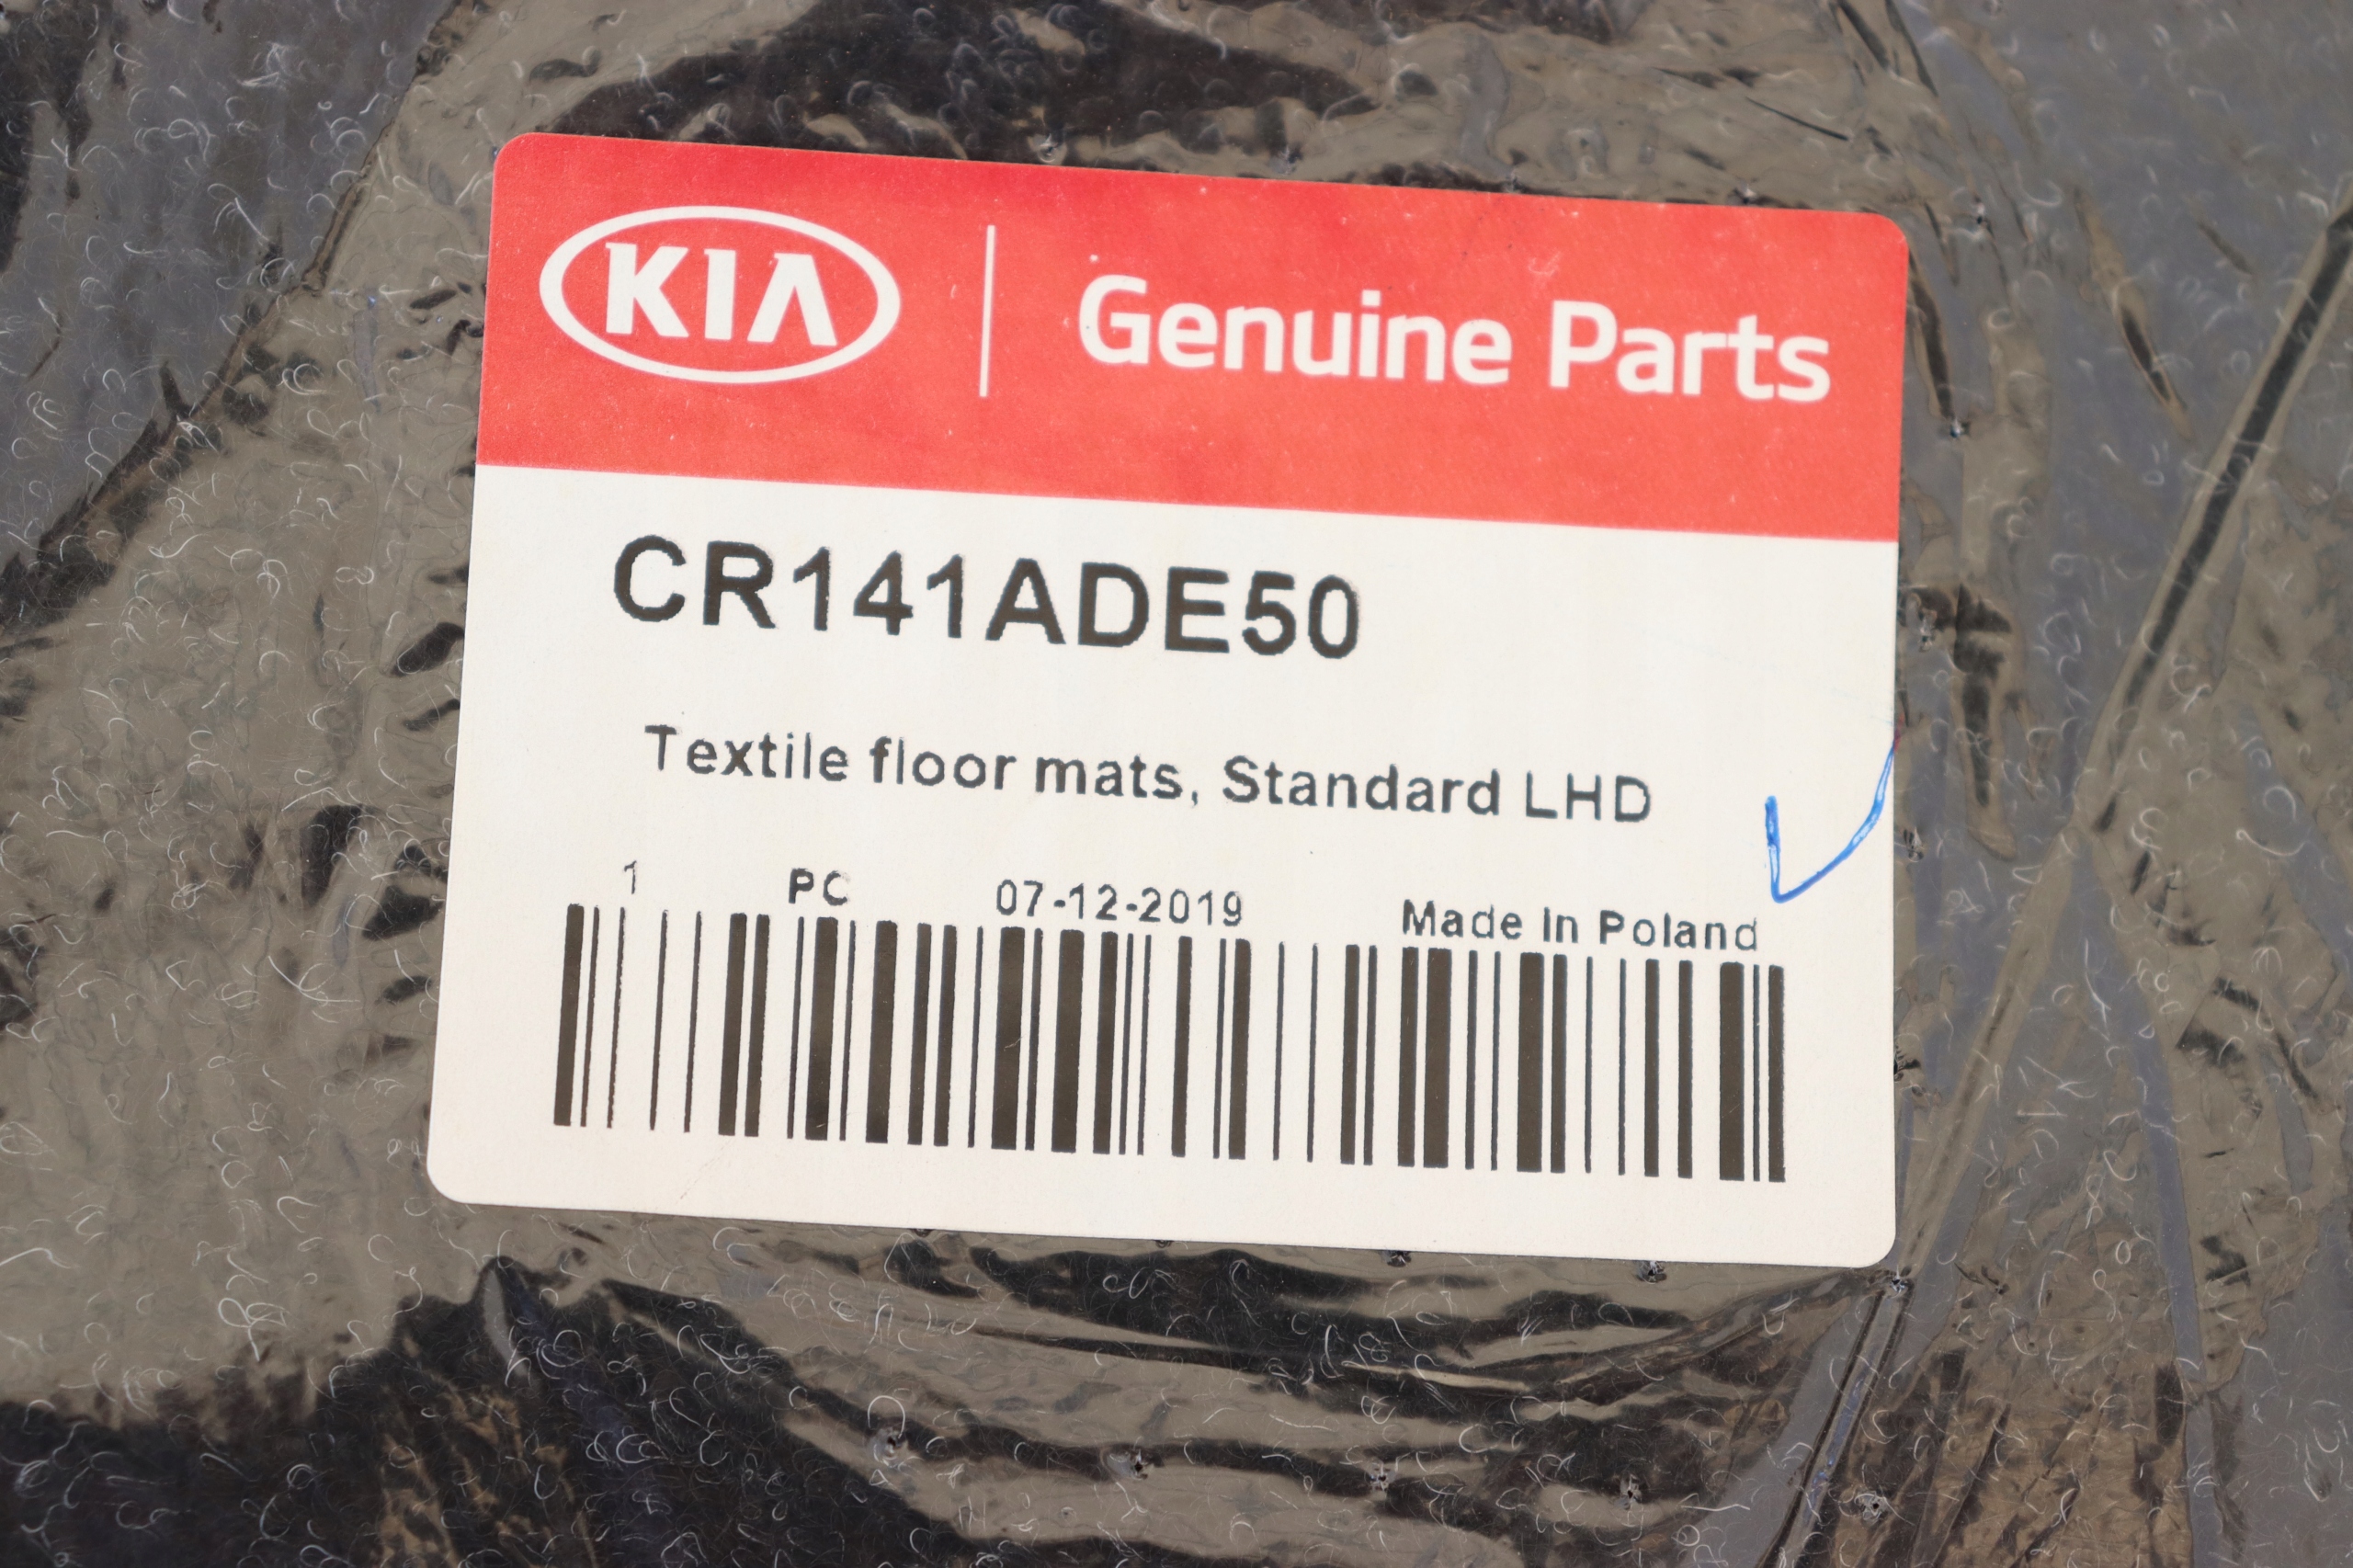 KIA Genuine Parts
CR141ADE50
Textile floor mats, Standard LHD
1 PC 07-12-2019 Made In Poland